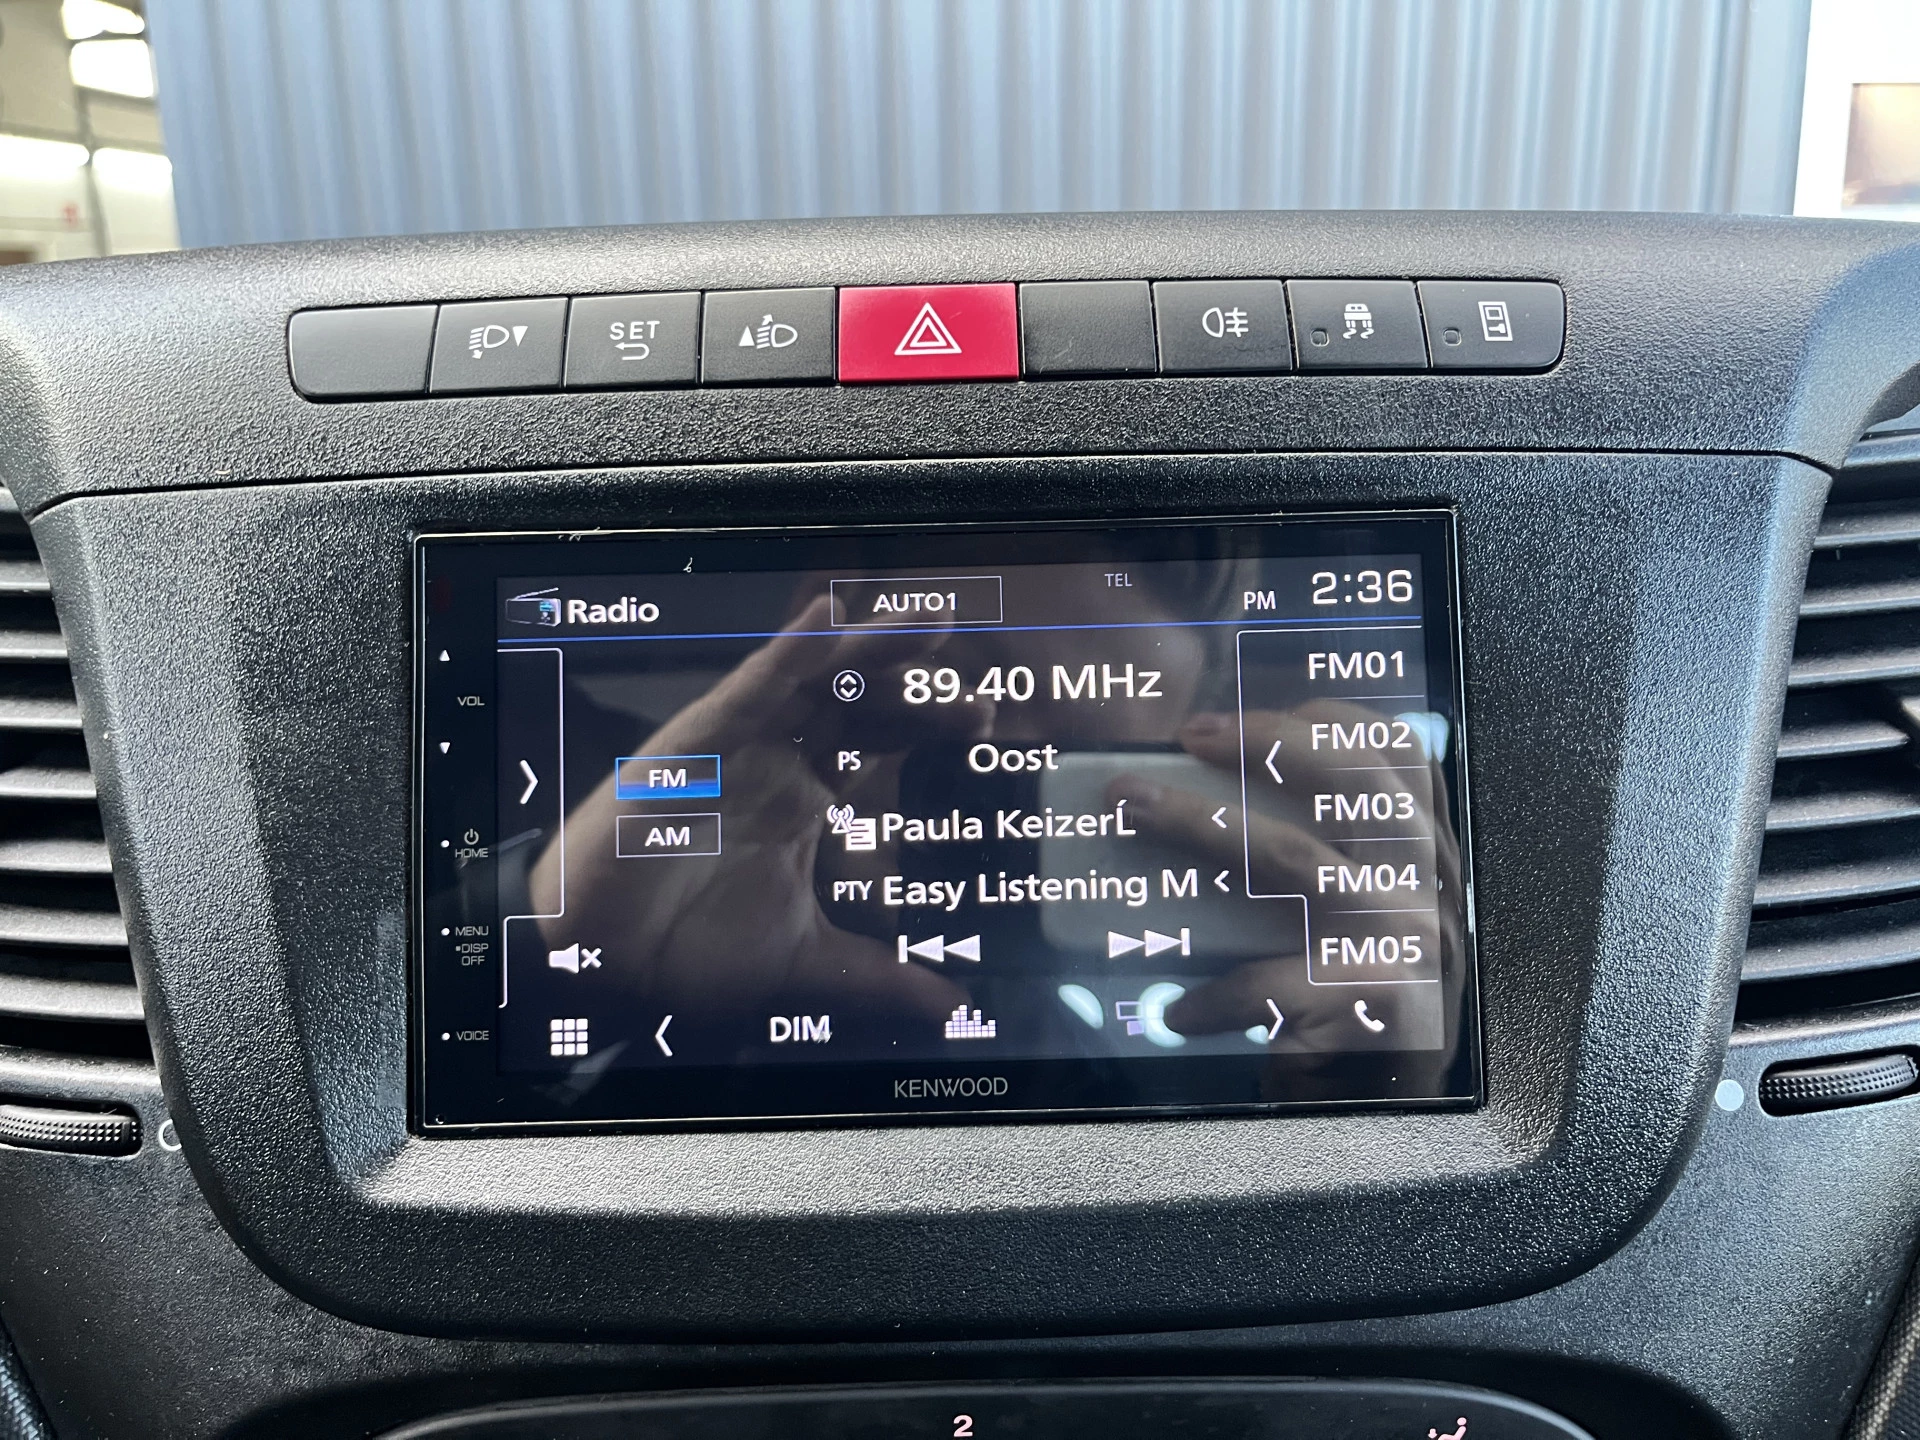 SET
Radio
AUTO1
TEL
PM 2:36
VOL
HOME
MENU
DISP
OFF
VOICE
89.40 MHz
PS Oost
Paula KeizerĹ
PTY Easy Listening M
FM
AM
FM01
FM02
FM03
FM04
FM05
DIM
KENWOOD
2